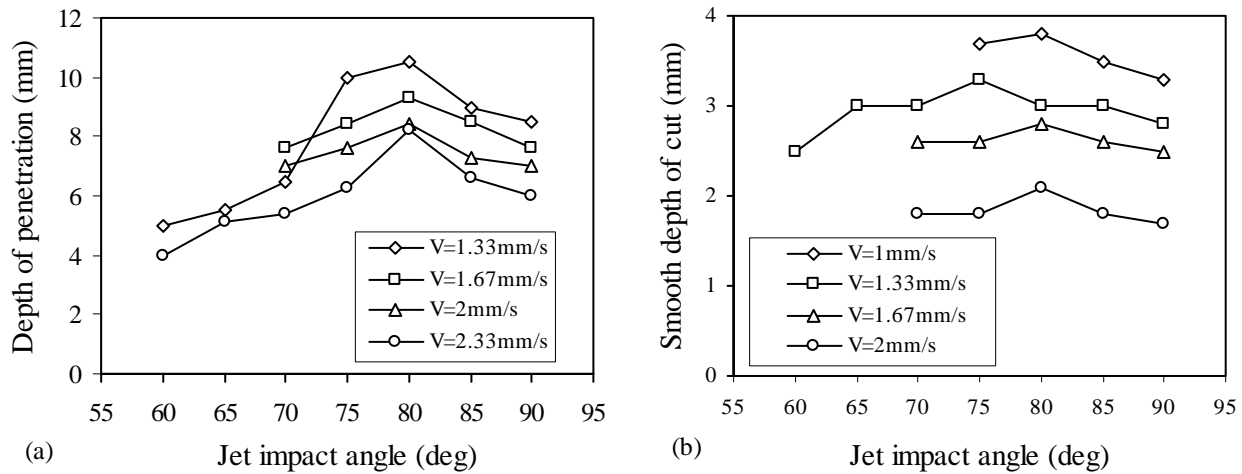 Depth of penetration (mm)
12
10
8
6
4
2
0
55 60 65 70 75 80 85 90 95
V=1.33mm/s
V=1.67mm/s
V=2mm/s
V=2.33mm/s
(a)
Jet impact angle (deg)
Smooth depth of cut (mm)
4
3
2
1
0
55 60 65 70 75 80 85 90 95
V=1mm/s
V=1.33mm/s
V=1.67mm/s
V=2mm/s
(b)
Jet impact angle (deg)